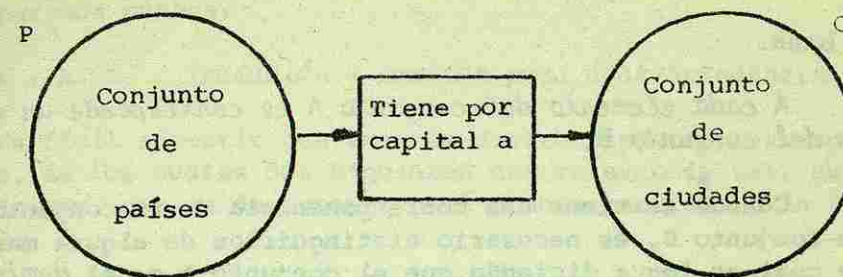 P
C
Conjunto
de
países
Tiene por
capital a
Conjunto
de
ciudades